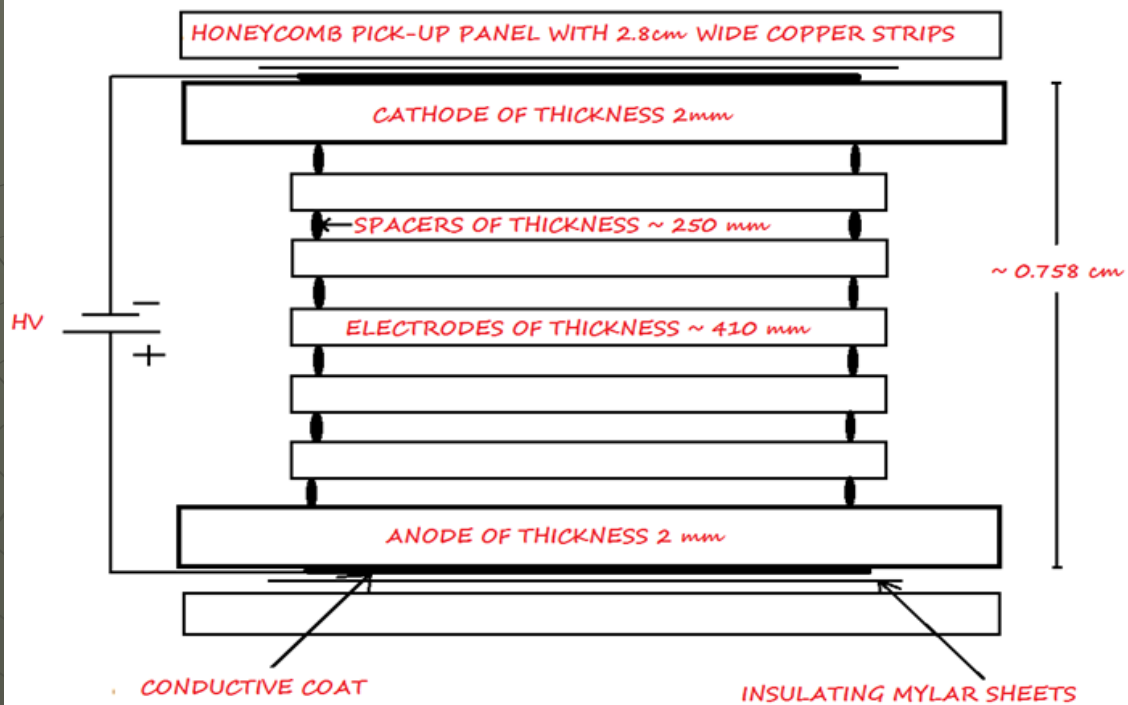 HONEYCOMB PICK-UP PANEL WITH 2.8cm WIDE COPPER STRIPS
CATHODE OF THICKNESS 2mm
SPACERS OF THICKNESS ~ 250 mm
~ 0.758 cm
HV
−
ELECTRODES OF THICKNESS ~ 410 mm
+
ANODE OF THICKNESS 2 mm
CONDUCTIVE COAT
INSULATING MYLAR SHEETS